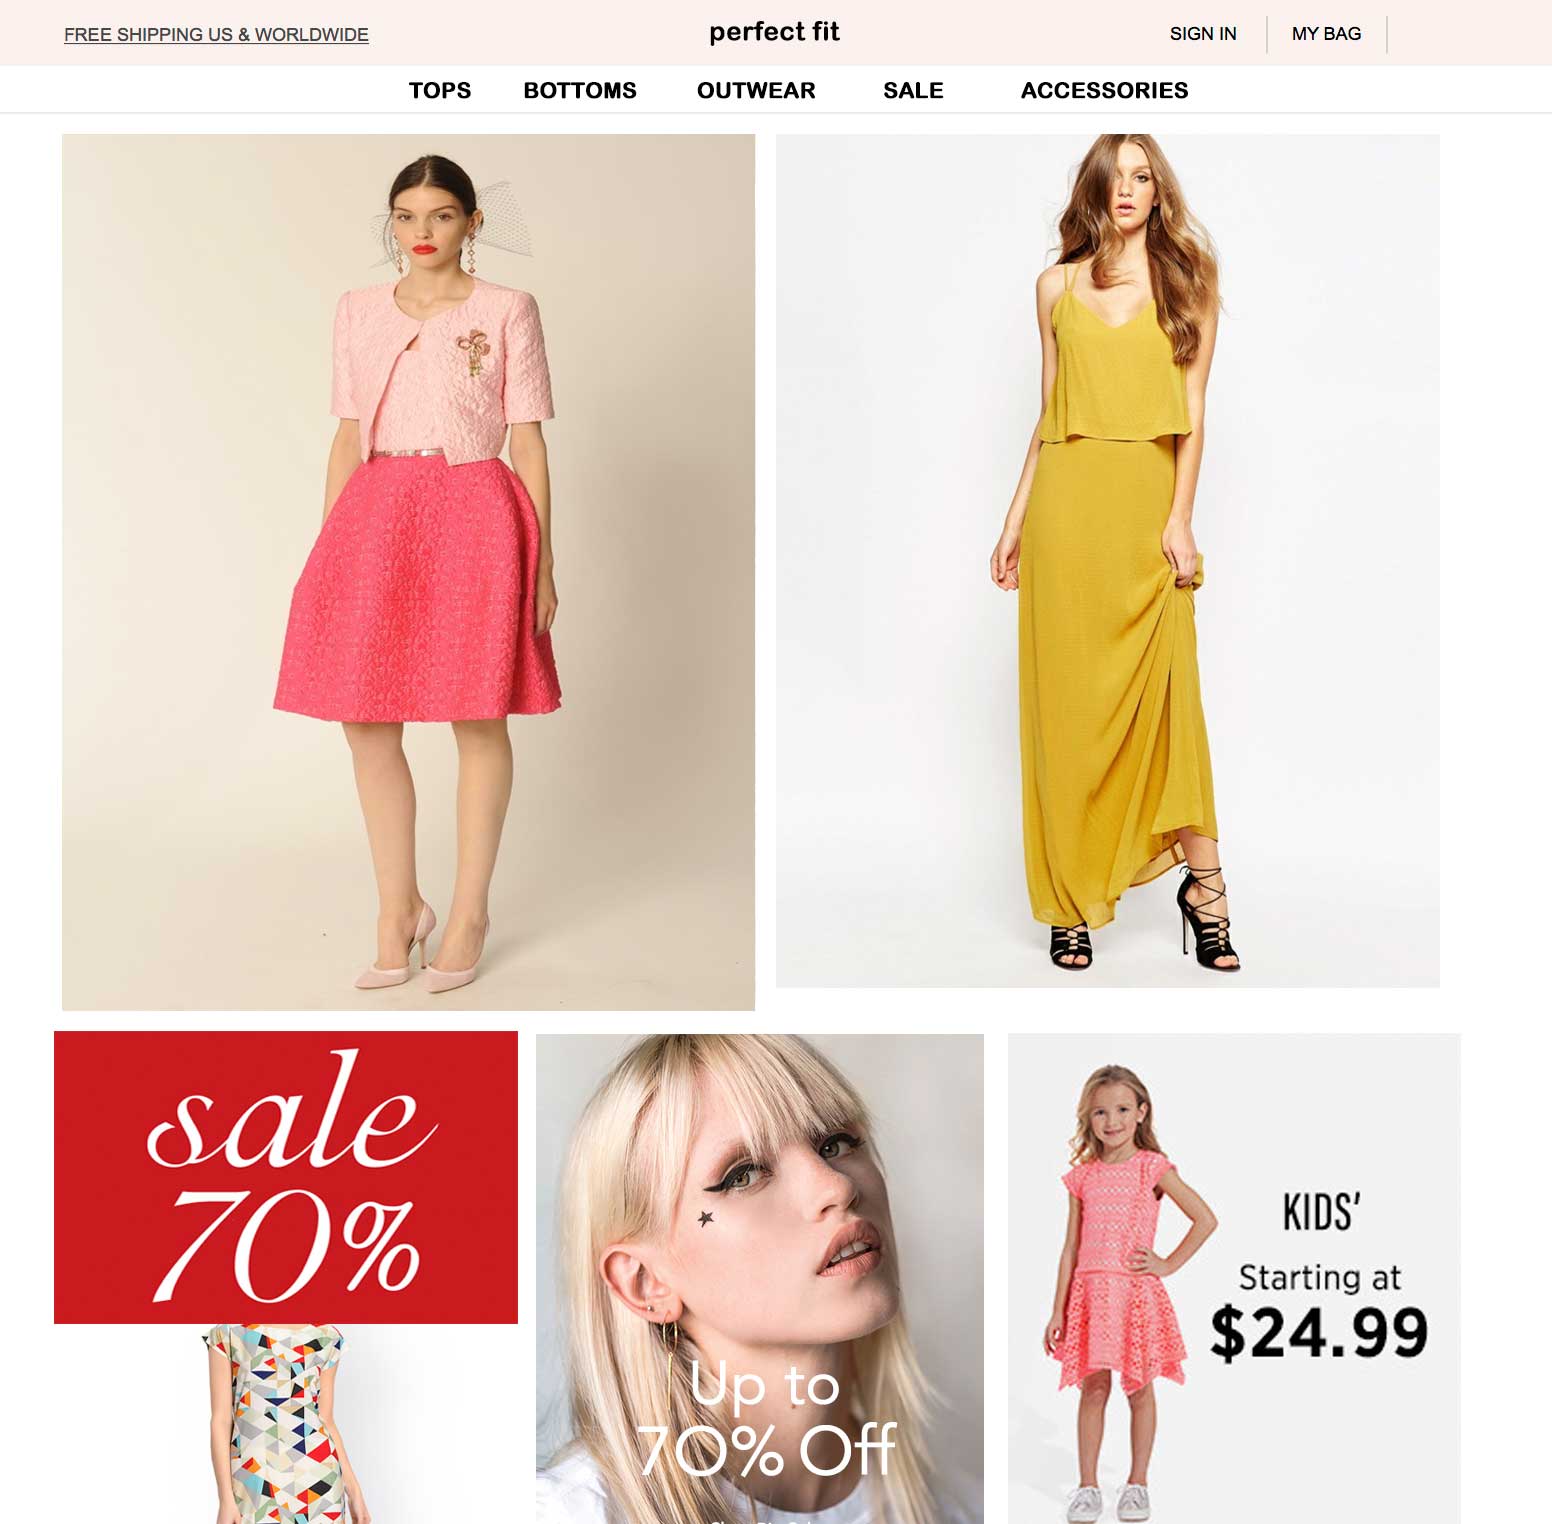 FREE SHIPPING US & WORLDWIDE
perfect fit
SIGN IN
MY BAG
TOPS
BOTTOMS
OUTWEAR
SALE
ACCESSORIES
sale
70%
Up to
70% Off
KIDS'
Starting at
$24.99